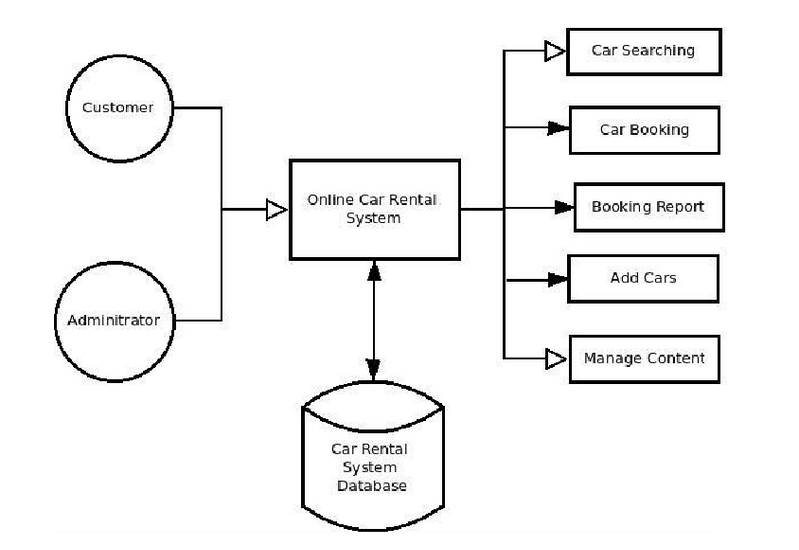 Customer
Adminitrator
Online Car Rental
System
Car Rental
System
Database
Car Searching
Car Booking
Booking Report
Add Cars
Manage Content